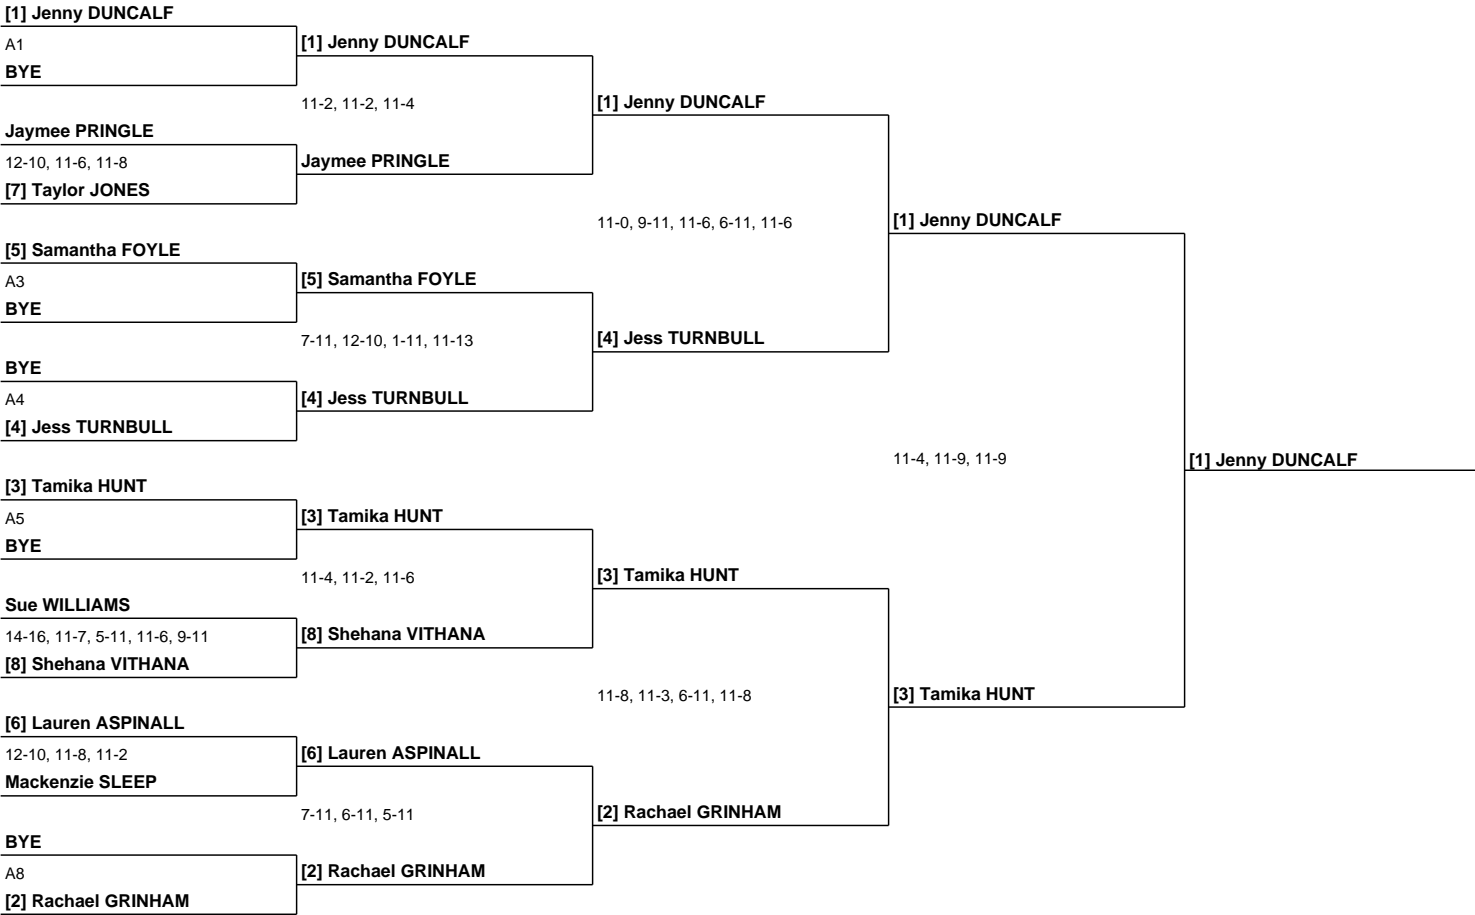 [1] Jenny DUNCALF
A1
BYE
Jaymee PRINGLE
12-10, 11-6, 11-8
[7] Taylor JONES
[5] Samantha FOYLE
A3
BYE
BYE
A4
[4] Jess TURNBULL
[3] Tamika HUNT
A5
BYE
Sue WILLIAMS
14-16, 11-7, 5-11, 11-6, 9-11
[8] Shehana VITHANA
[6] Lauren ASPINALL
12-10, 11-8, 11-2
Mackenzie SLEEP
BYE
A8
[2] Rachael GRINHAM
[1] Jenny DUNCALF
11-2, 11-2, 11-4
Jaymee PRINGLE
[5] Samantha FOYLE
7-11, 12-10, 1-11, 11-13
[4] Jess TURNBULL
[3] Tamika HUNT
11-4, 11-2, 11-6
[8] Shehana VITHANA
[6] Lauren ASPINALL
7-11, 6-11, 5-11
[2] Rachael GRINHAM
[1] Jenny DUNCALF
11-0, 9-11, 11-6, 6-11, 11-6
[4] Jess TURNBULL
[3] Tamika HUNT
11-8, 11-3, 6-11, 11-8
[2] Rachael GRINHAM
[1] Jenny DUNCALF
11-4, 11-9, 11-9
[3] Tamika HUNT
[1] Jenny DUNCALF